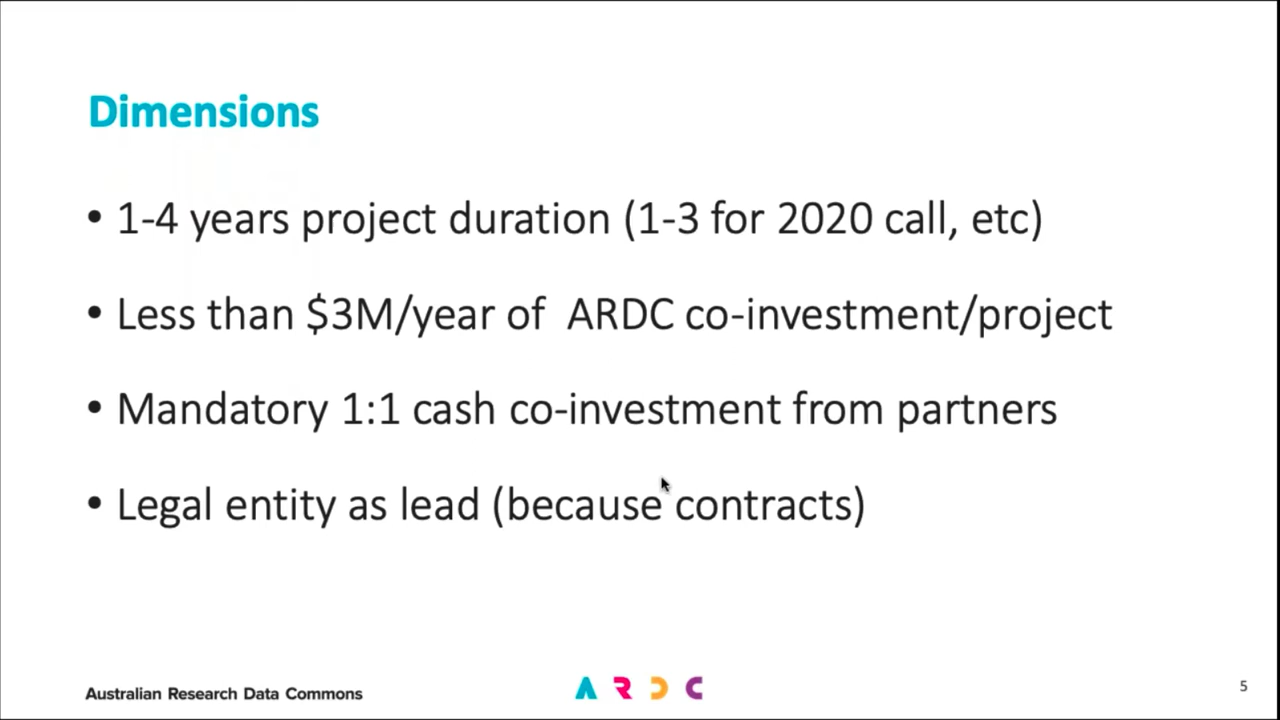 Dimensions
• 1-4 years project duration (1-3 for 2020 call, etc)
• Less than $3M/year of  ARDC co-investment/project
• Mandatory 1:1 cash co-investment from partners
• Legal entity as lead (because contracts)
Australian Research Data Commons
ARDC
5